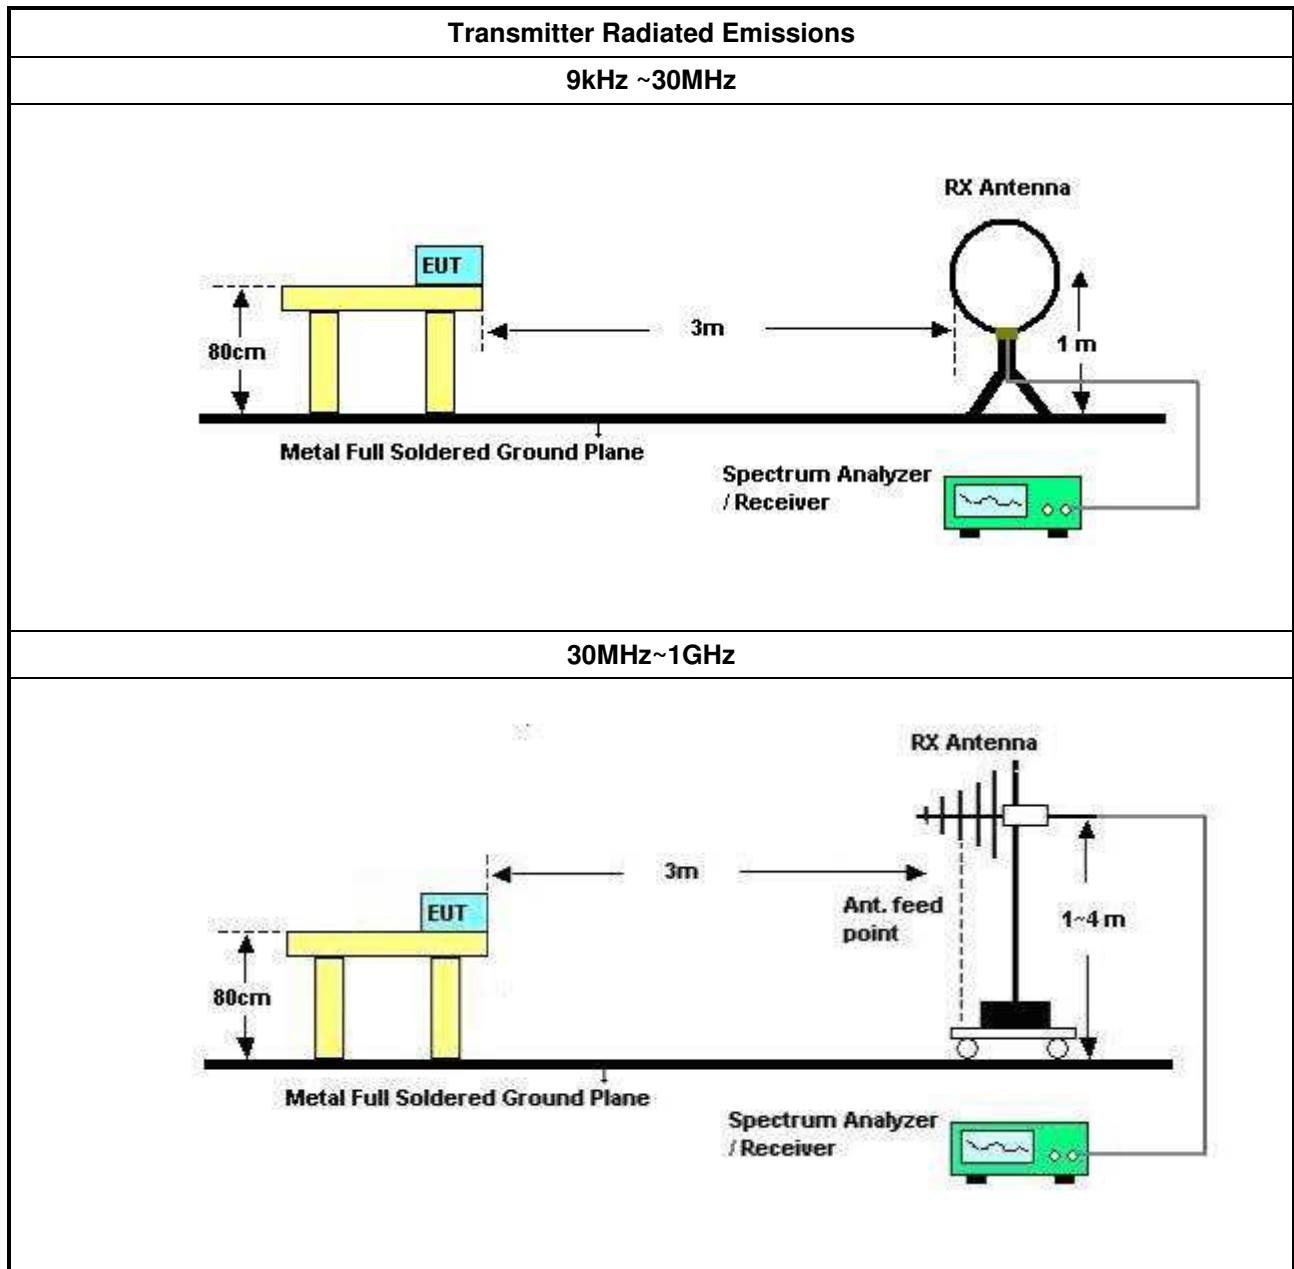 Transmitter Radiated Emissions
9kHz ~30MHz
RX Antenna
EUT
3m
80cm
1 m
Metal Full Soldered Ground Plane
Spectrum Analyzer
/ Receiver
30MHz~1GHz
RX Antenna
3m
EUT
Ant. feed
point
1~4 m
80cm
Metal Full Soldered Ground Plane
Spectrum Analyzer
/ Receiver